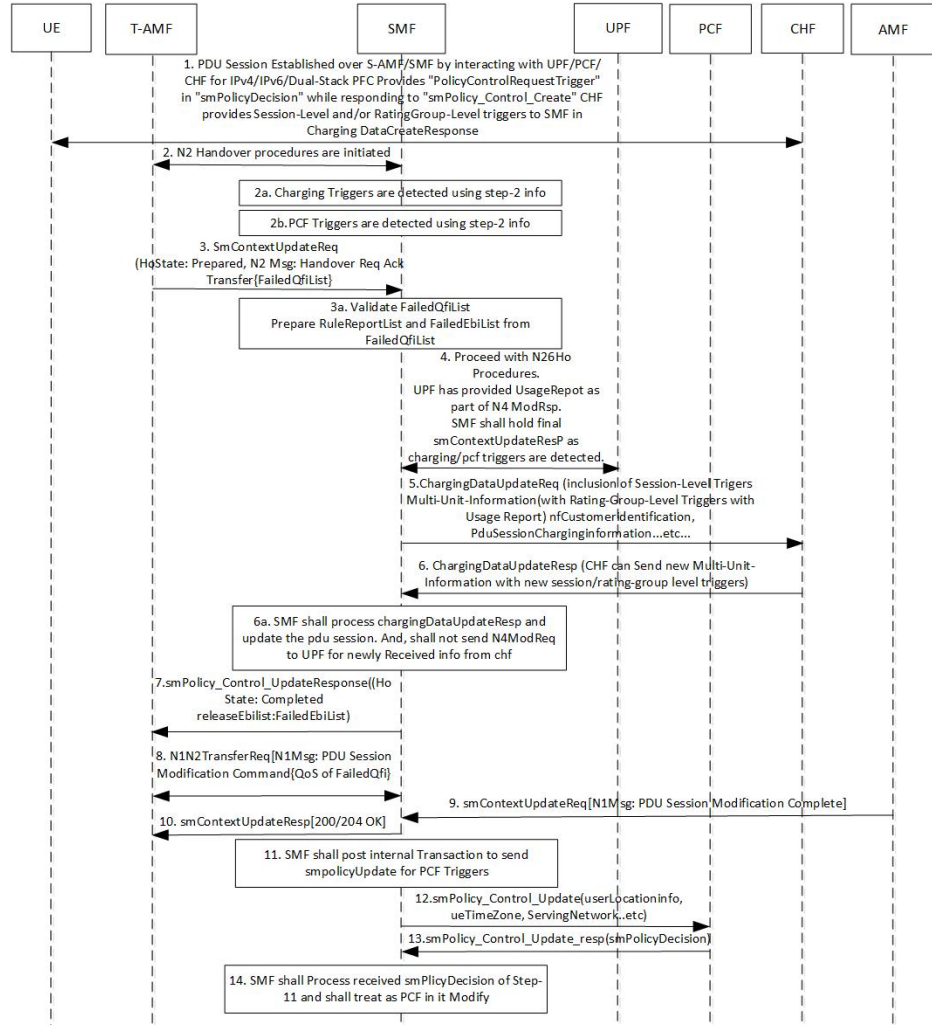 UE
T-AMF
SMF
UPF
PCF
CHF
AMF
1. PDU Session Established over S-AMF/SMF by interacting with UPF/PCF/
CHF for IPv4/IPv6/Dual-Stack PFC Provides "PolicyControlRequestTrigger"
in "smPolicyDecision" while responding to "smPolicy_Control_Create" CHF
provides Session-Level and/or RatingGroup-Level triggers to SMF in
Charging DataCreateResponse
2. N2 Handover procedures are initiated
2a. Charging Triggers are detected using step-2 info
2b.PCF Triggers are detected using step-2 info
3. SmContextUpdateReq
(HoState: Prepared, N2 Msg: Handover Req Ack
Transfer{FailedQfiList}
3a. Validate FailedQfiList
Prepare RuleReportList and FailedEbiList from
FailedQfiList
4. Proceed with N26Ho
Procedures.
UPF has provided UsageRepot as
part of N4 ModRsp.
SMF shall hold final
smContextUpdateResP as
charging/pcf triggers are detected.
5.ChargingDataUpdateReq (inclusion of Session-Level Trigers
Multi-Unit-Information(with Rating-Group-Level Triggers with
Usage Report) nfCustomerIdentification,
PduSessionCharginginformation...etc...
6. ChargingDataUpdateResp (CHF can Send new Multi-Unit-
Information with new session/rating-group level triggers)
6a. SMF shall process chargingDataUpdateResp and
update the pdu session. And, shall not send N4ModReq
to UPF for newly Received info from chf
7.smPolicy_Control_UpdateResponse((Ho
State: Completed
releaseEbilist:FailedEbiList)
8. N1N2TransferReq[N1Msg: PDU Session
Modification Command{QoS of FailedQfi}
9. smContextUpdateReq[N1Msg: PDU Session Modification Complete]
10. smContextUpdateResp[200/204 OK]
11. SMF shall post internal Transaction to send
smpolicyUpdate for PCF Triggers
12.smPolicy_Control_Update(userLocationinfo,
ueTimeZone, ServingNetwork..etc)
13.smPolicy_Control_Update_resp(smPolicyDecision)
14. SMF shall Process received smPlicyDecision of Step-
11 and shall treat as PCF in it Modify